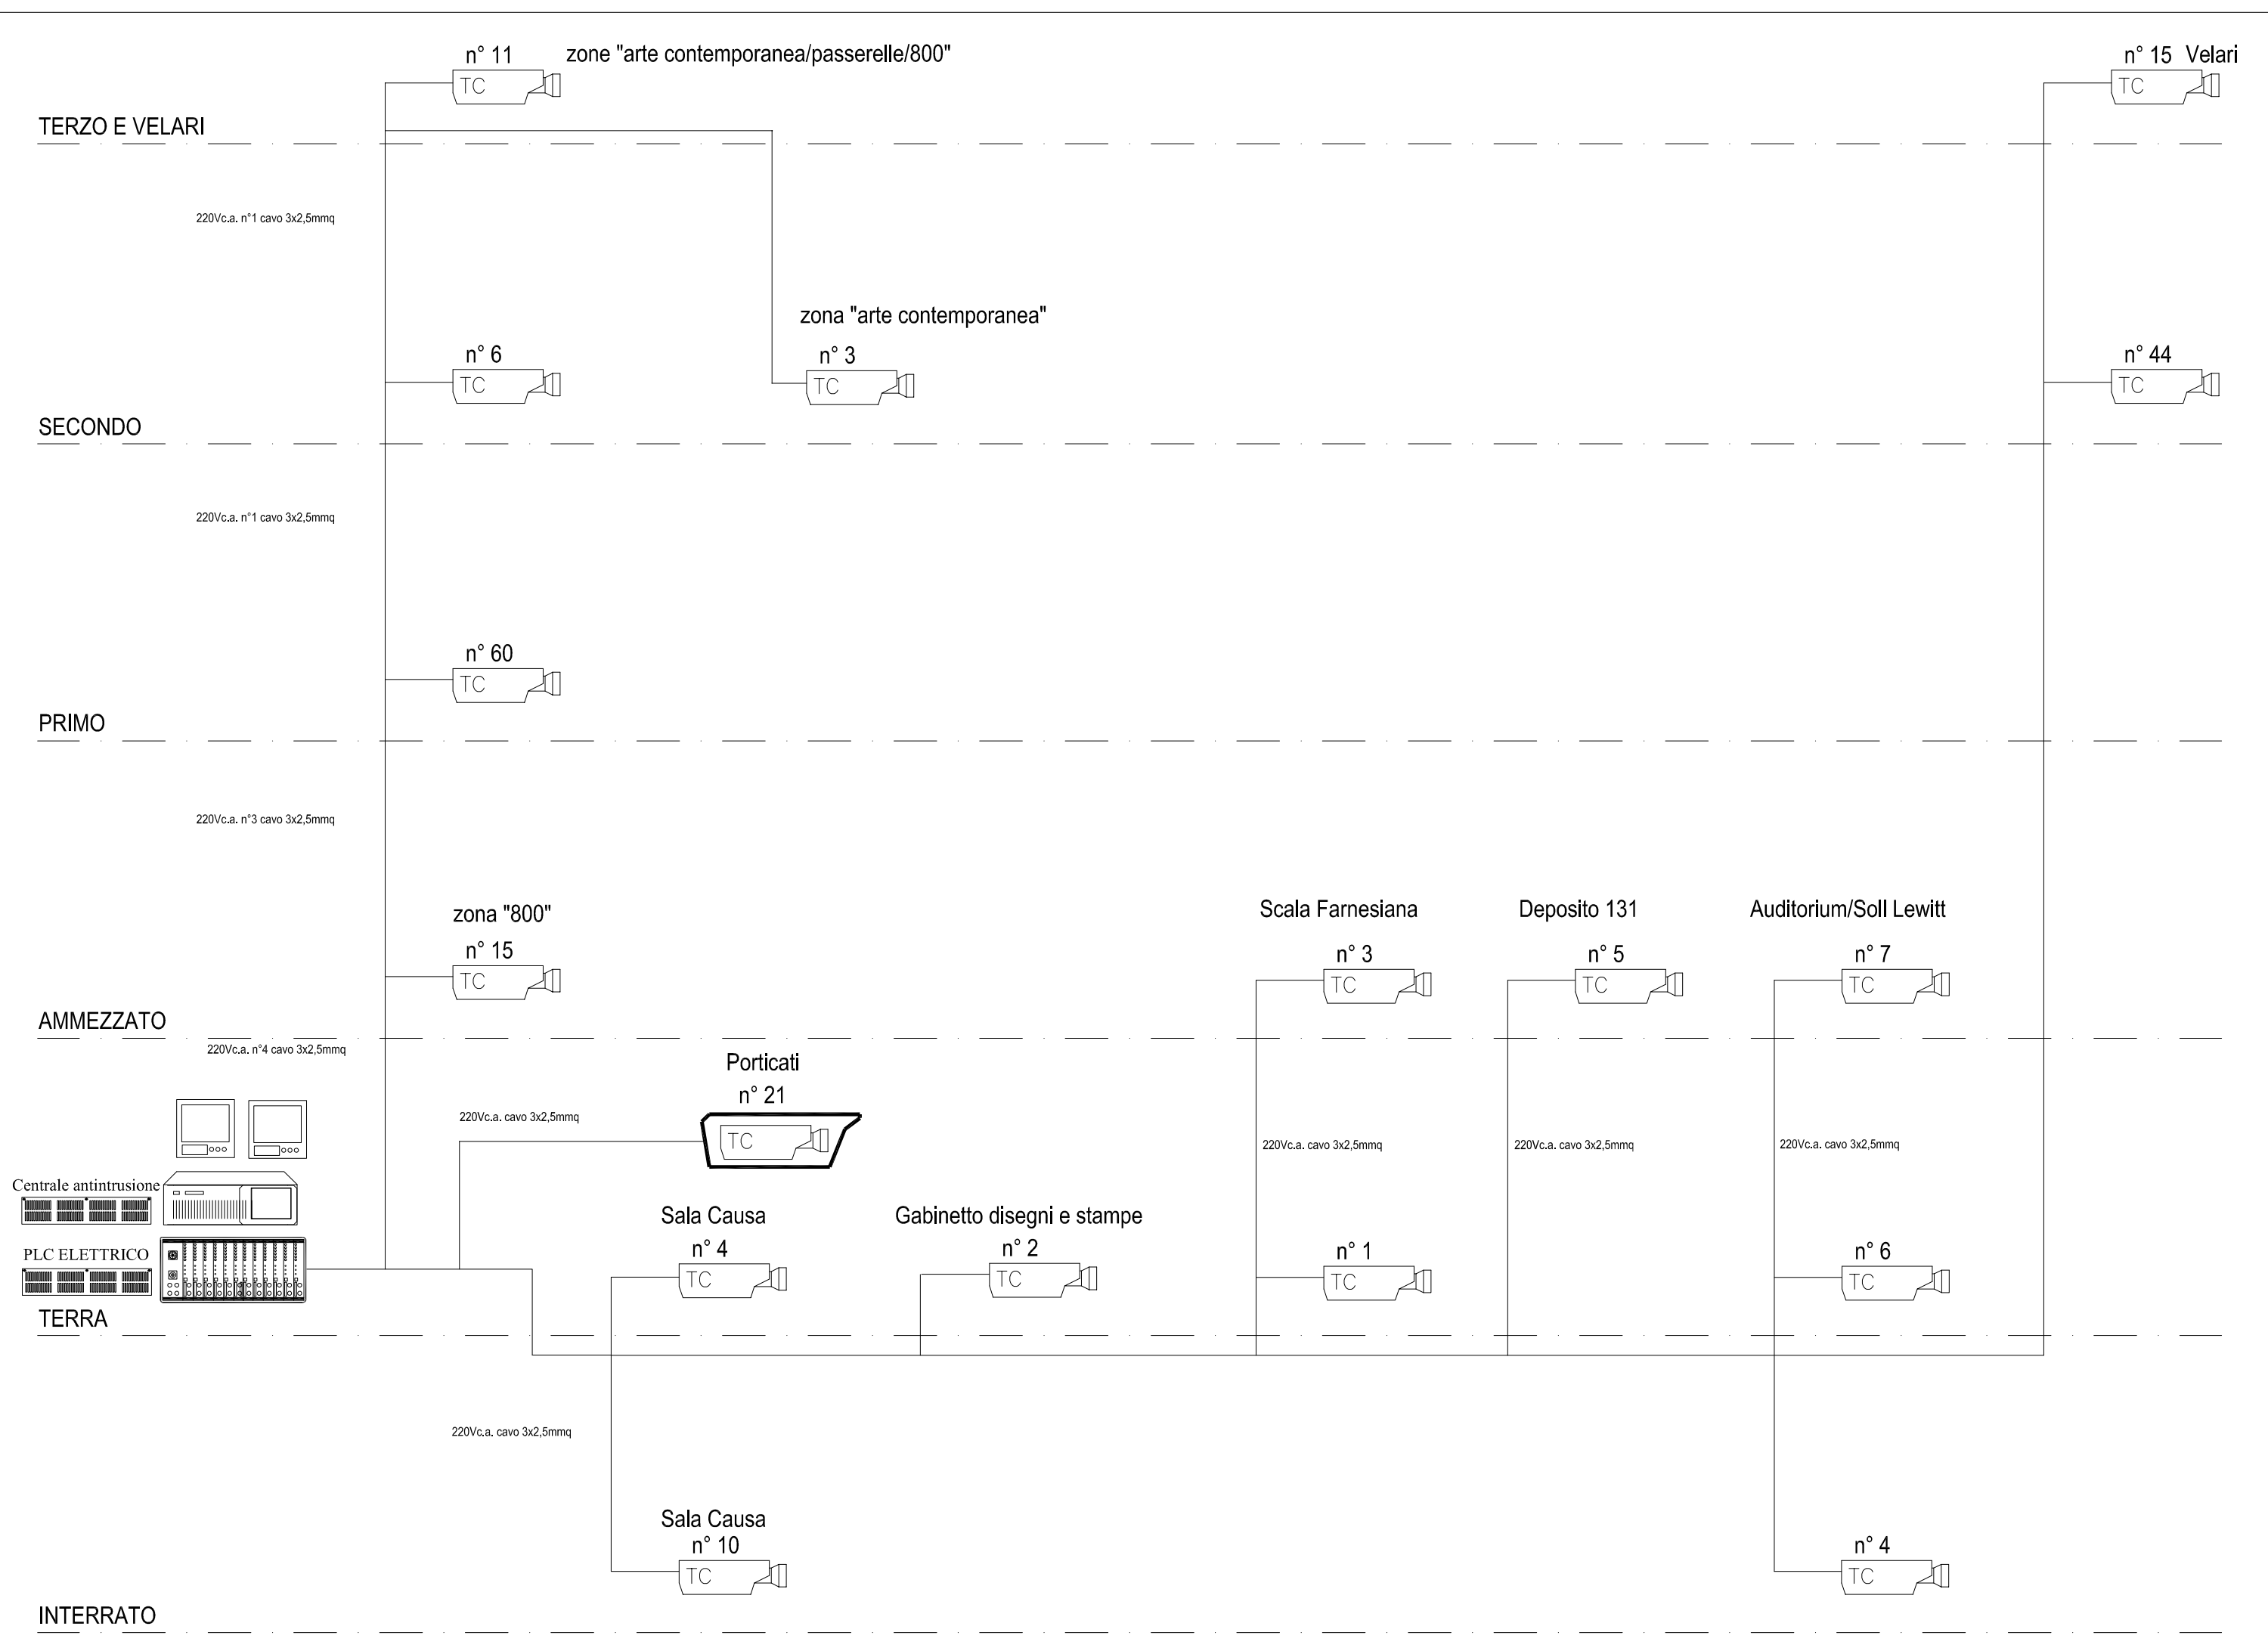 n° 11 zone "arte contemporanea/passerelle/800"
n° 15 Velari
TC
TC
TERZO E VELARI
220Vc.a. n°1 cavo 3x2,5mmq
zona "arte contemporanea"
n° 6
n° 3
n° 44
TC
TC
TC
SECONDO
220Vc.a. n°1 cavo 3x2,5mmq
n° 60
TC
PRIMO
220Vc.a. n°3 cavo 3x2,5mmq
zona "800"
Scala Farnesiana
Deposito 131
Auditorium/Soll Lewitt
n° 15
n° 3
n° 5
n° 7
TC
TC
TC
TC
AMMEZZATO
220Vc.a. n°4 cavo 3x2,5mmq
Porticati
n° 21
220Vc.a. cavo 3x2,5mmq
TC
220Vc.a. cavo 3x2,5mmq
220Vc.a. cavo 3x2,5mmq
220Vc.a. cavo 3x2,5mmq
Centrale antintrusione
Sala Causa
Gabinetto disegni e stampe
n° 4
n° 2
n° 1
n° 6
PLC ELETTRICO
TC
TC
TC
TC
TERRA
220Vc.a. cavo 3x2,5mmq
Sala Causa
n° 10
n° 4
TC
TC
INTERRATO